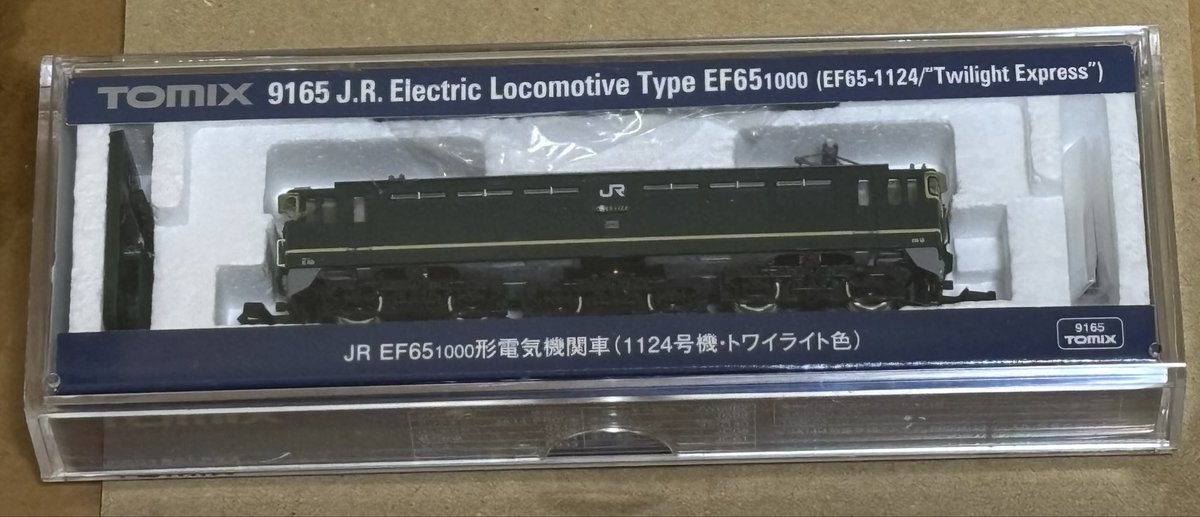 TOMIX 9165 J.R. Electric Locomotive Type EF651000 (EF65-1124/"Twilight Express")
JR
JR EF651000形電気機関車(1124号機・トワイライト色)
9165
TOMIX